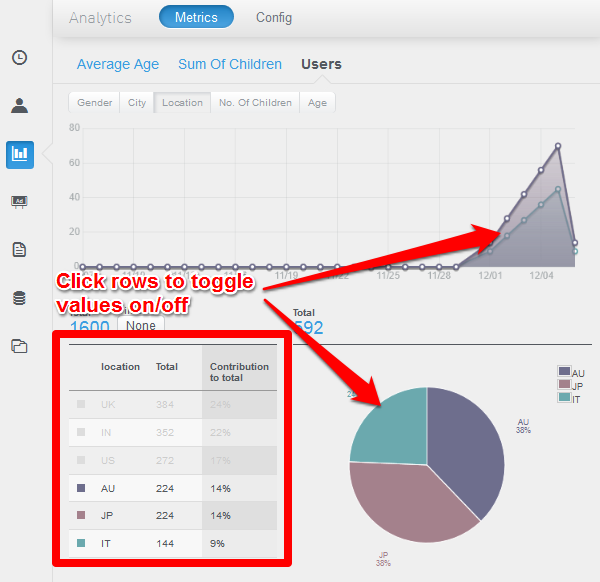 Analytics Metrics Config
Average Age Sum Of Children Users
Gender City Location No. Of Children Age
80
60
40
20
0
11/19 11/22 11/25 11/28 12/01 12/04
Click rows to toggle
values on/off
Total
1600 None 592
location Total Contribution to total
UK 384 24%
IN 352 22%
US 272 17%
AU 224 14%
JP 224 14%
IT 144 9%
AU
JP
IT
AU
38%
JP
38%
Ad